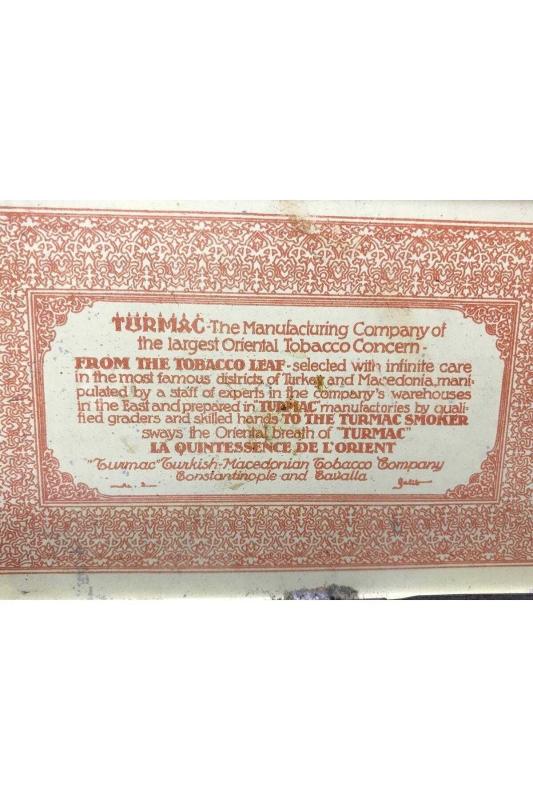 TURMAC-The Manufacturing Company of
the largest Oriental Tobacco Concern-
FROM THE TOBACCO LEAF-selected with infinite care
in the most famous districts of Turkey and Macedonia, mani-
pulated by a staff of experts in the company's warehouses
in the East and prepared in "TURMAC" manufactories by quali-
fied graders and skilled hands TO THE TURMAC SMOKER
sways the Oriental breath of "TURMAC"
LA QUINTESSENCE DE L'ORIENT
"Turmac" Turkish-Macedonian Tobacco Company
Constantinople and Cavalla